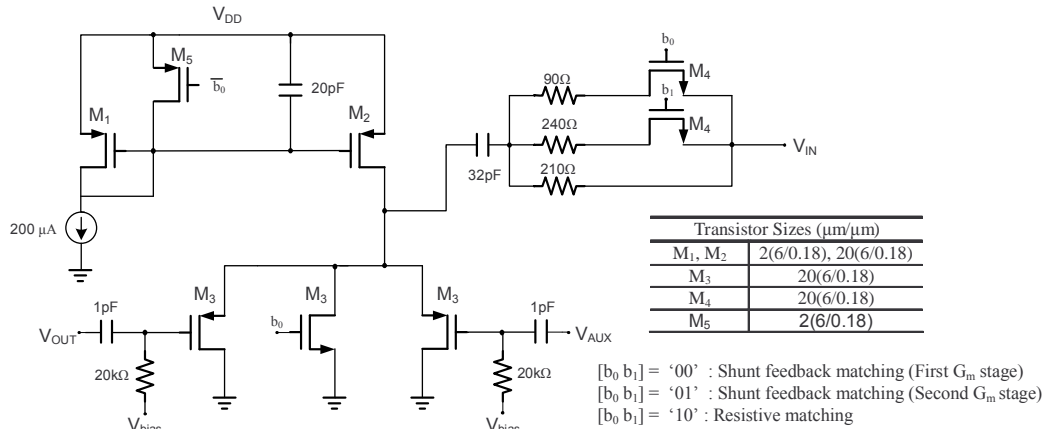 V_DD
M_5
b̅_0
20pF
M_1
M_2
200 μA
b_0
M_4
90Ω
b_1
M_4
240Ω
210Ω
32pF
V_IN
M_3
M_3
M_3
1pF
1pF
V_OUT
b_0
V_AUX
20kΩ
20kΩ
V_bias
V_bias
Transistor Sizes (μm/μm)
M_1, M_2 2(6/0.18), 20(6/0.18)
M_3 20(6/0.18)
M_4 20(6/0.18)
M_5 2(6/0.18)
[b_0 b_1] = ‘00’ : Shunt feedback matching (First G_m stage)
[b_0 b_1] = ‘01’ : Shunt feedback matching (Second G_m stage)
[b_0 b_1] = ‘10’ : Resistive matching